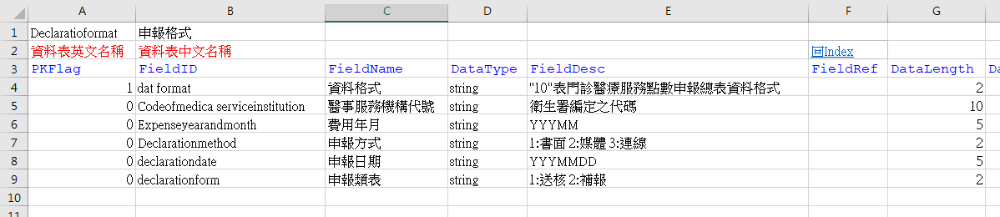 A B C D E F G
1 Declaratioformat 申報格式
2 資料表英文名稱 資料表中文名稱 回Index
3 PKFlag FieldID FieldName DataType FieldDesc FieldRef DataLength Da
4 1 dat format 資料格式 string "10"表門診醫療服務點數申報總表資料格式 2
5 0 Codeofmedica serviceinstitution 醫事服務機構代號 string 衛生署編定之代碼 10
6 0 Expenseyearandmonth 費用年月 string YYYMM 5
7 0 Declarationmethod 申報方式 string 1:書面 2:媒體 3:連線 2
8 0 declarationdate 申報日期 string YYYMMDD 5
9 0 declarationform 申報類表 string 1:送核 2:補報 2
10
11